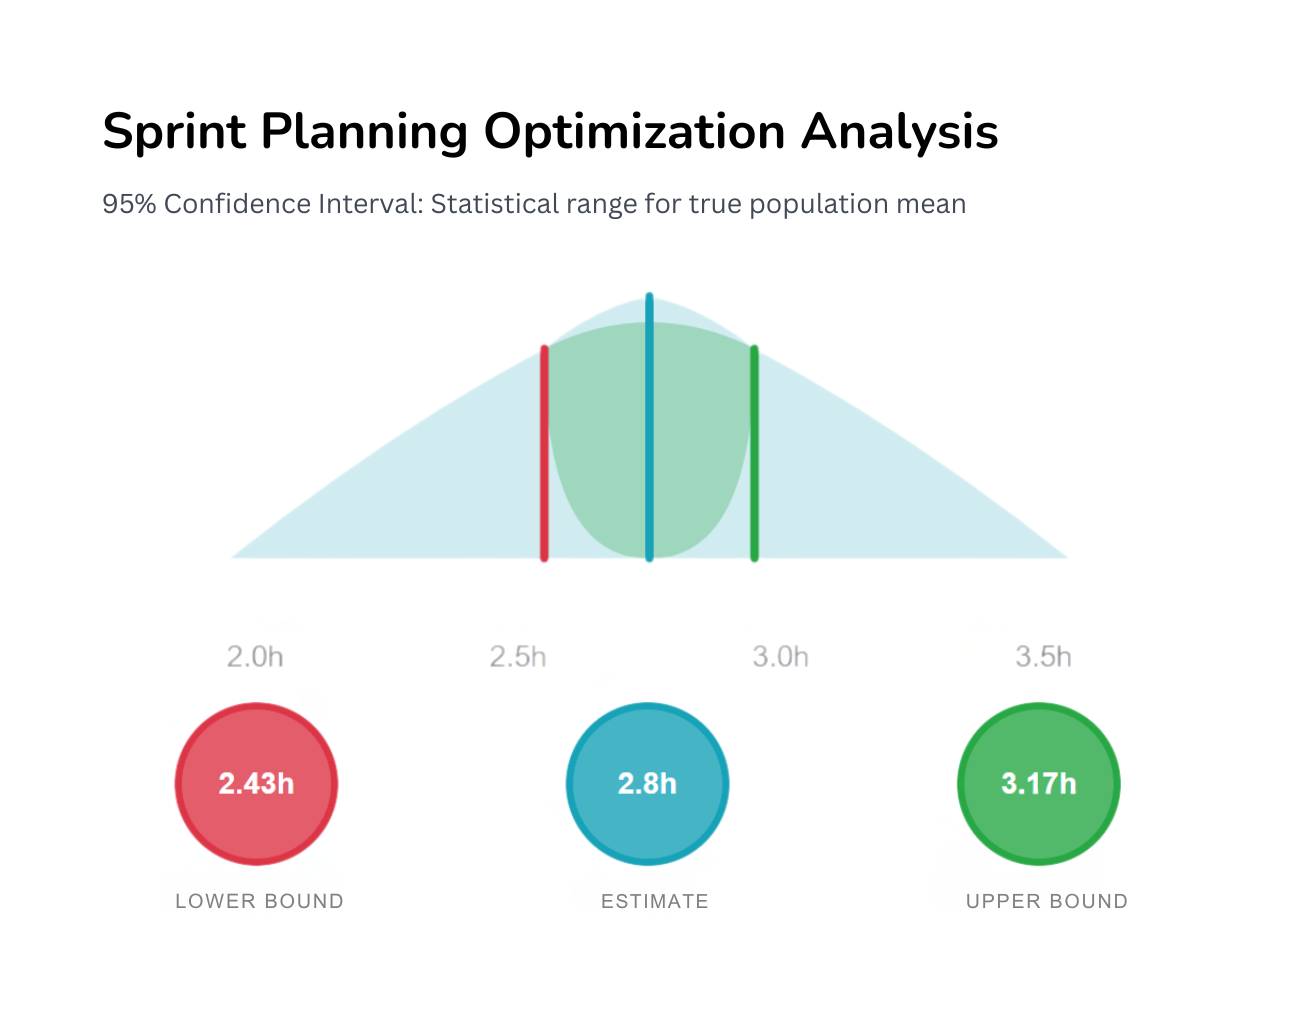 Sprint Planning Optimization Analysis
95% Confidence Interval: Statistical range for true population mean
2.0h 2.5h 3.0h 3.5h
2.43h 2.8h 3.17h
LOWER BOUND ESTIMATE UPPER BOUND